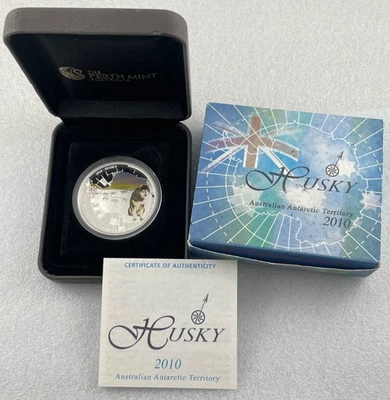 THE
PERTH MINT
AUSTRALIA
HUSKY
Australian Antarctic Territory
2010
CERTIFICATE OF AUTHENTICITY
HUSKY
2010
Australian Antarctic Territory